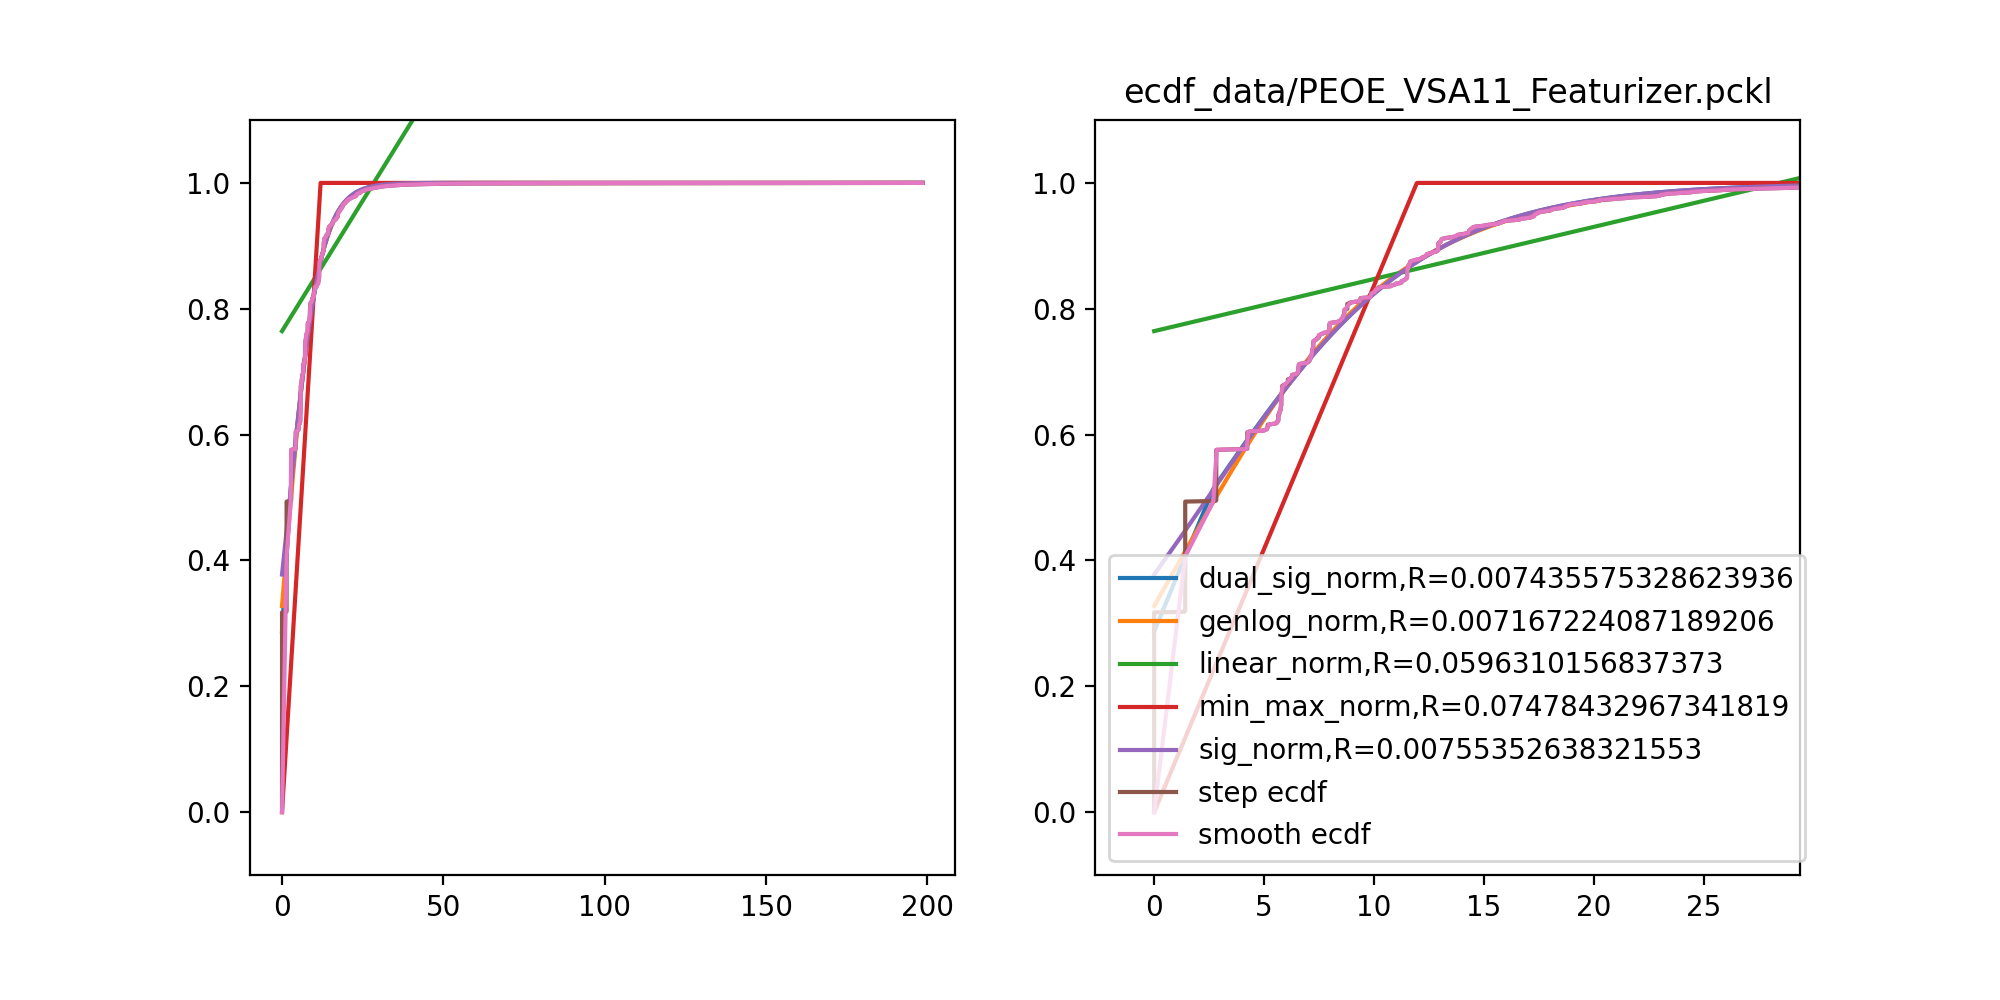 ecdf_data/PEOE_VSA11_Featurizer.pckl
1.0
0.8
0.6
0.4
0.2
0.0
0 50 100 150 200
1.0
0.8
0.6
0.4
0.2
0.0
0 5 10 15 20 25
dual_sig_norm,R=0.007435575328623936
genlog_norm,R=0.007167224087189206
linear_norm,R=0.0596310156837373
min_max_norm,R=0.07478432967341819
sig_norm,R=0.00755352638321553
step ecdf
smooth ecdf